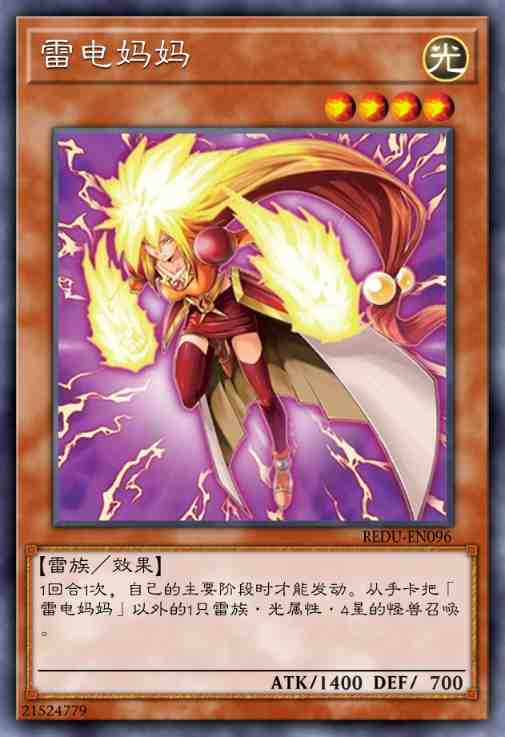 雷电妈妈
光
REDU-EN096
【雷族／效果】
1回合1次，自己的主要阶段时才能发动。从手卡把「
雷电妈妈」以外的1只雷族·光属性·4星的怪兽召唤
。
ATK/1400 DEF/ 700
21524779